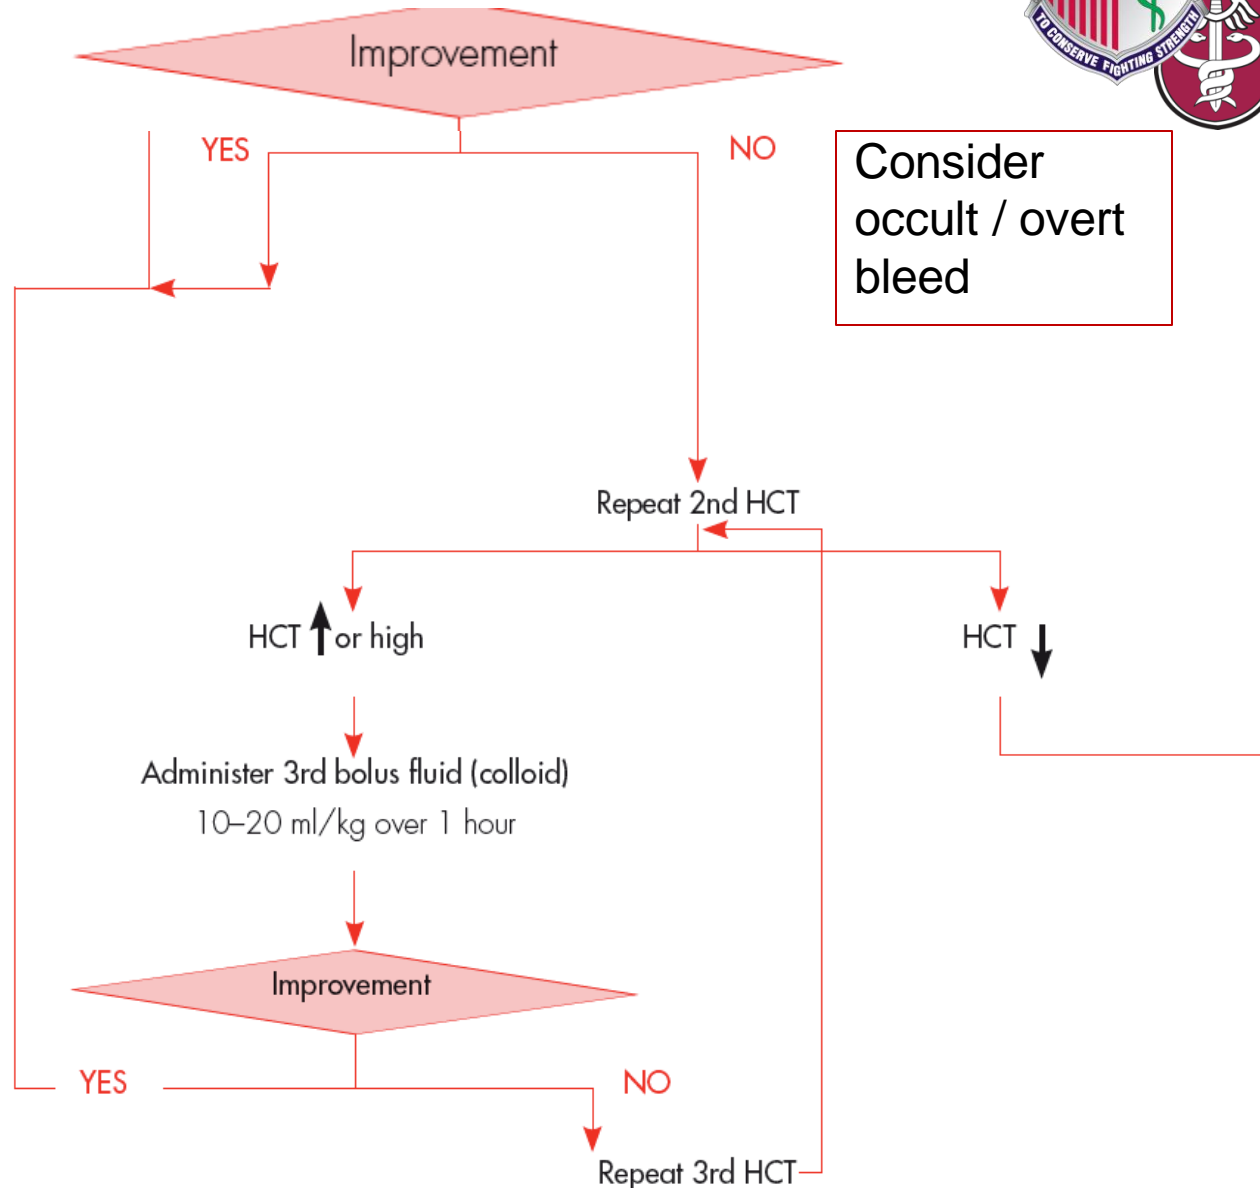 TO CONSERVE FIGHTING STRENGTH
Improvement
YES
NO
Consider
occult / overt
bleed
Repeat 2nd HCT
HCT ↑ or high
HCT ↓
Administer 3rd bolus fluid (colloid)
10–20 ml/kg over 1 hour
Improvement
YES
NO
Repeat 3rd HCT